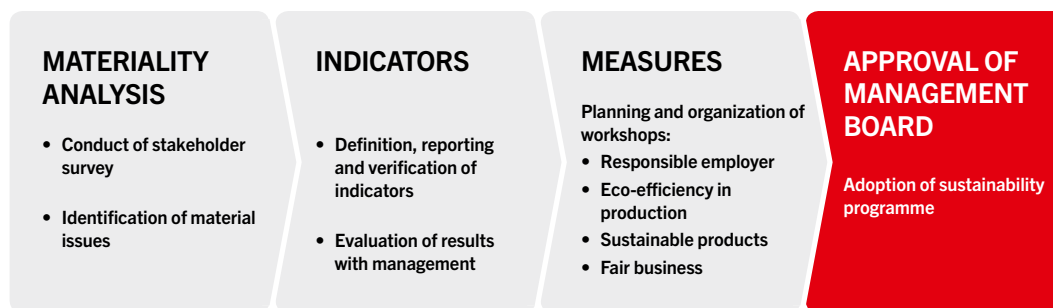 MATERIALITY
ANALYSIS
• Conduct of stakeholder
survey
• Identification of material
issues
INDICATORS
• Definition, reporting
and verification of
indicators
• Evaluation of results
with management
MEASURES
Planning and organization of
workshops:
• Responsible employer
• Eco-efficiency in
production
• Sustainable products
• Fair business
APPROVAL OF
MANAGEMENT
BOARD
Adoption of sustainability
programme